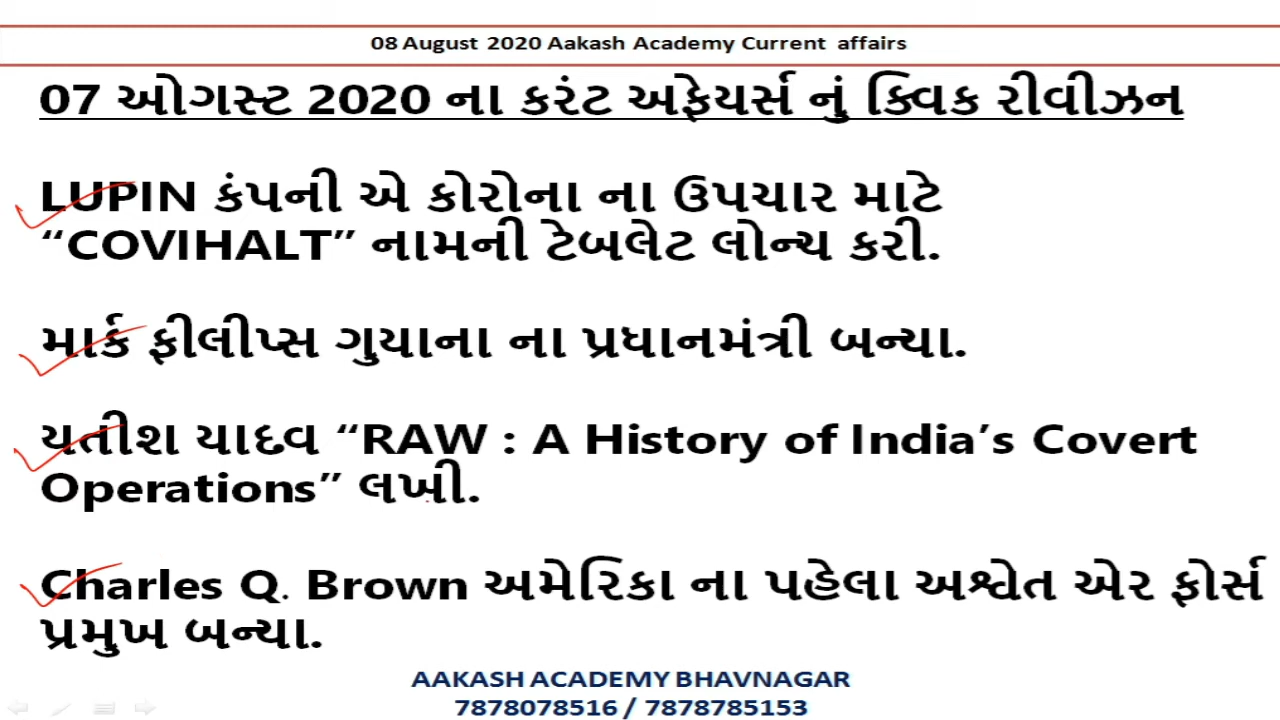 08 August 2020 Aakash Academy Current affairs
07 ઓગસ્ટ 2020 ના કરંટ અફેયર્સ નું ક્વિક રીવીઝન
LUPIN કંપની એ કોરોના ના ઉપચાર માટે
“COVIHALT” નામની ટેબલેટ લોન્ચ કરી.
માર્ક ફીલીપ્સ ગુયાના ના પ્રધાનમંત્રી બન્યા.
યતીશ યાદવ “RAW : A History of India’s Covert
Operations” લખી.
Charles Q. Brown અમેરિકા ના પહેલા અશ્વેત એર ફોર્સ
પ્રમુખ બન્યા.
AAKASH ACADEMY BHAVNAGAR
7878078516 / 7878785153